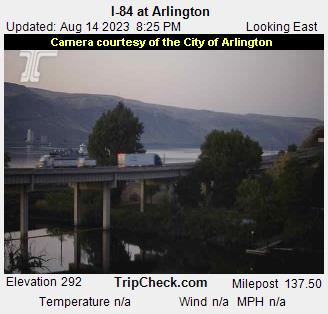 I-84 at Arlington
Updated: Aug 14 2023 8:25 PM Looking East
Camera courtesy of the City of Arlington
Elevation 292 TripCheck.com Milepost 137.50
Temperature n/a Wind n/a MPH n/a